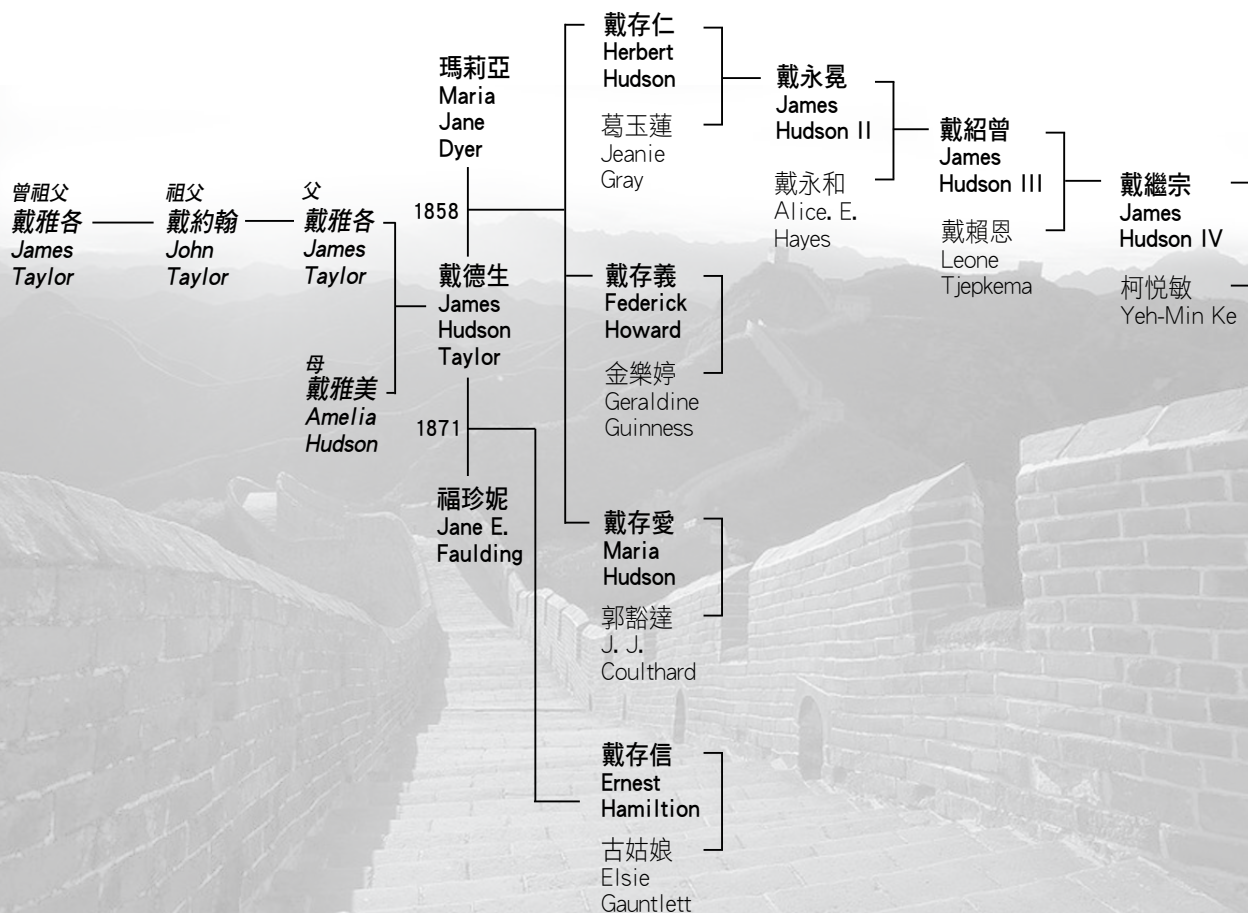 曾祖父
戴雅各
James
Taylor
祖父
戴約翰
John
Taylor
父
戴雅各
James
Taylor
母
戴雅美
Amelia
Hudson
瑪莉亞
Maria
Jane
Dyer
1858
戴德生
James
Hudson
Taylor
1871
福珍妮
Jane E.
Faulding
戴存仁
Herbert
Hudson
葛玉蓮
Jeanie
Gray
戴存義
Federick
Howard
金樂婷
Geraldine
Guinness
戴存愛
Maria
Hudson
郭豁達
J. J.
Coulthard
戴存信
Ernest
Hamiltion
古姑娘
Elsie
Gauntlett
戴永冕
James
Hudson II
戴永和
Alice. E.
Hayes
戴紹曾
James
Hudson III
戴賴恩
Leone
Tjepkema
戴繼宗
James
Hudson IV
柯悅敏
Yeh-Min Ke